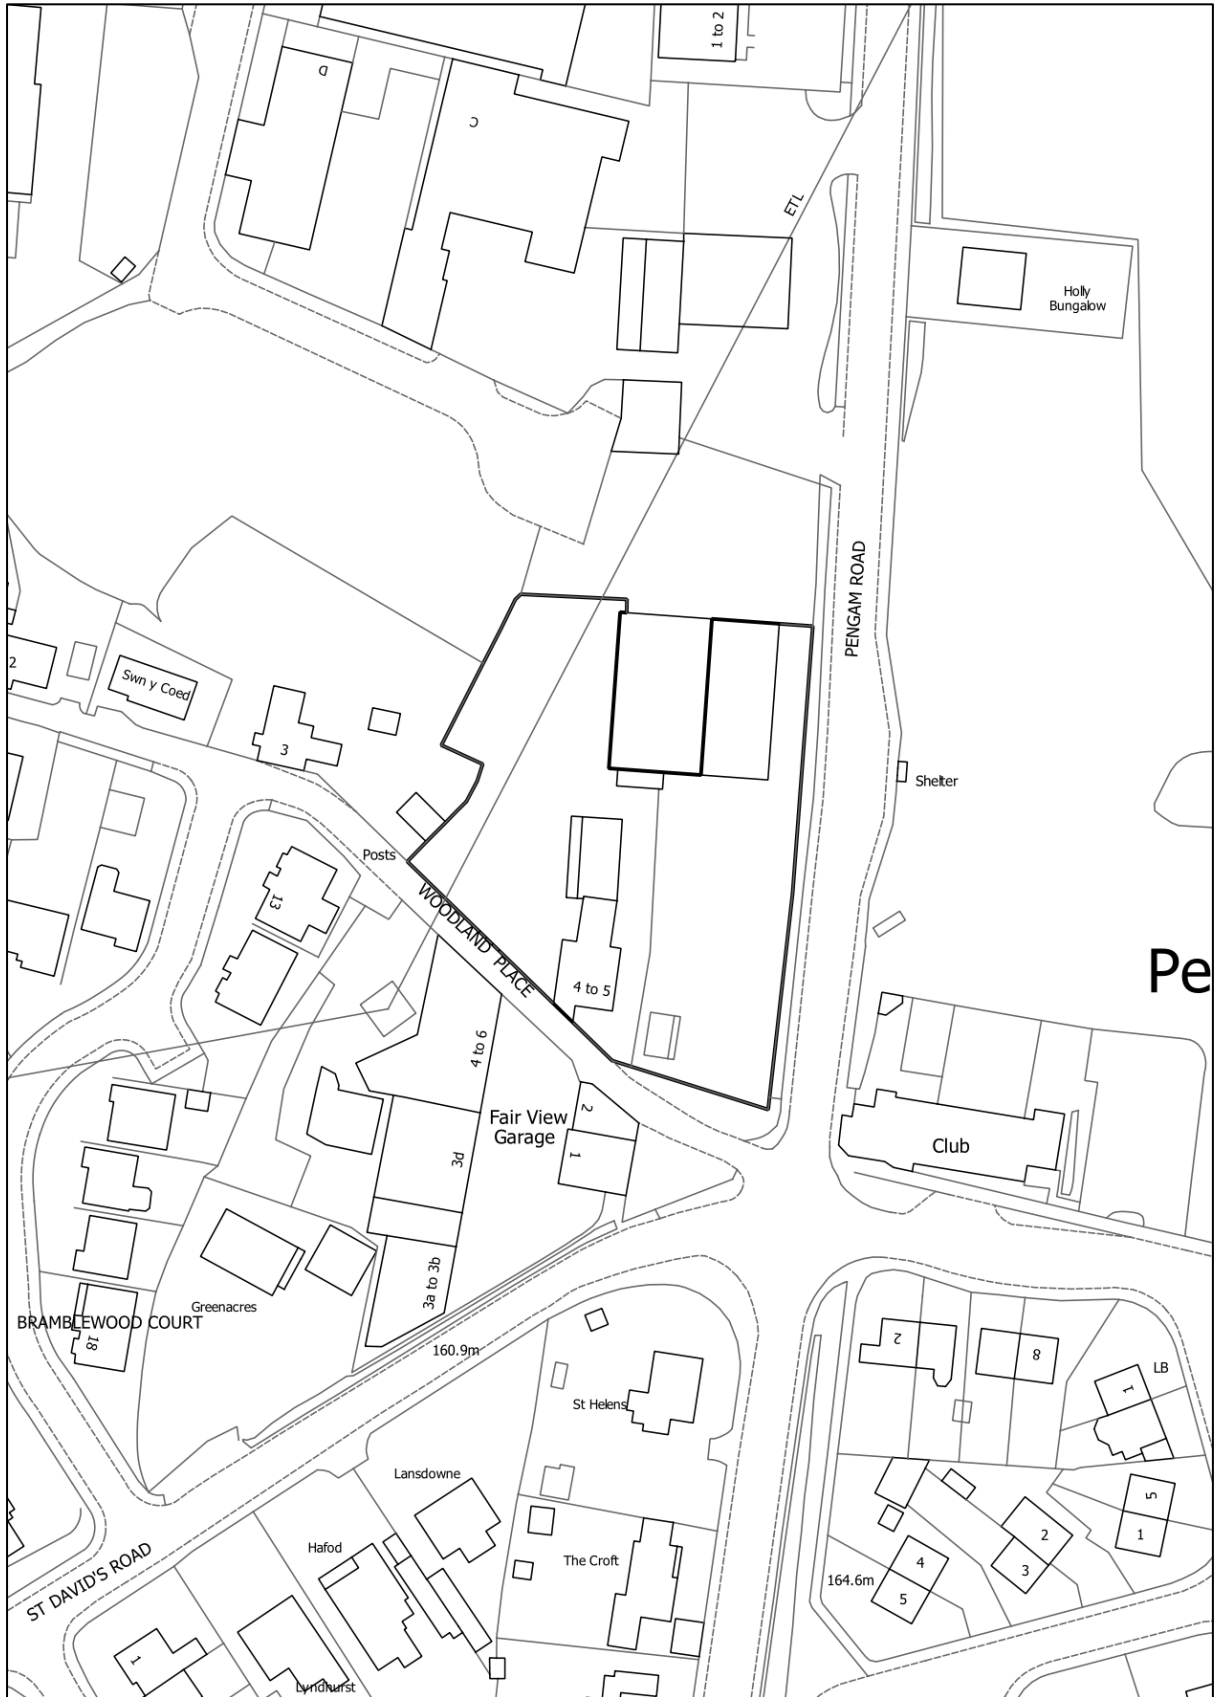 1 to 2
D
C
ETL
Holly
Bungalow
PENGAM ROAD
2
Swn y Coed
3
Shelter
Posts
13
WOODLAND PLACE
4 to 5
Pe
4 to 6
Fair View
Garage
2
1
3d
Club
3a to 3b
Greenacres
BRAMBLEWOOD COURT
18
160.9m
2
8
1
LB
St Helens
Lansdowne
5
1
Hafod
The Croft
2
3
4
5
164.6m
ST DAVID'S ROAD
1
Lyndhurst